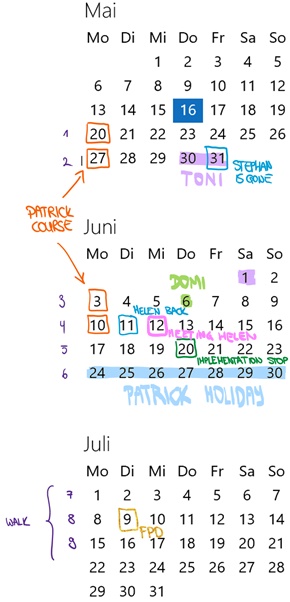 Mai
Mo Di Mi Do Fr Sa So
1 2 3 4 5
6 7 8 9 10 11 12
13 14 15 16 17 18 19
1 20 21 22 23 24 25 26
2 27 28 29 30 31 STEPHAN
TONI IS GONE
PATRICK
COURSE
Juni
Mo Di Mi Do Fr Sa So
DOMI 1 2
3 3 4 5 6 7 8 9
HELEN BACK
4 10 11 12 13 14 15 16
MEETING HELEN
5 17 18 19 20 21 22 23
IMPLEMENTATION STOP
6 24 25 26 27 28 29 30
PATRICK HOLIDAY
Juli
Mo Di Mi Do Fr Sa So
7 1 2 3 4 5 6 7
WALK 8 8 9 10 11 12 13 14
FPD
9 15 16 17 18 19 20 21
22 23 24 25 26 27 28
29 30 31